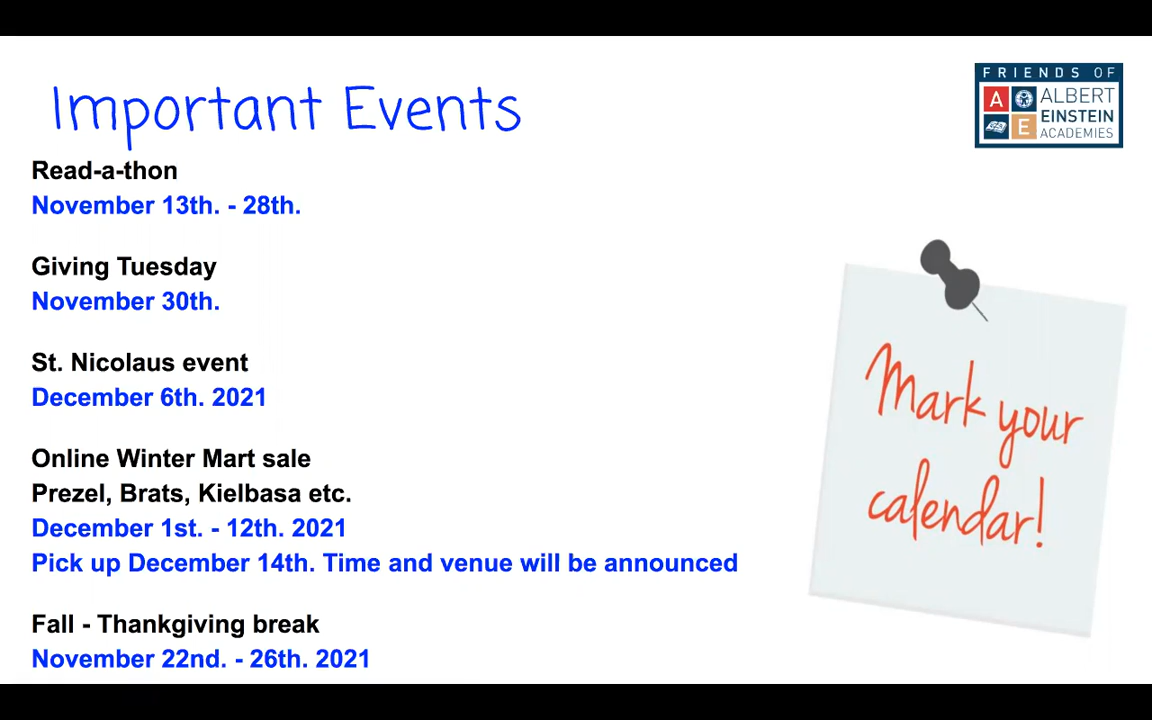 Important Events
FRIENDS OF
A ALBERT
EINSTEIN
E ACADEMIES
Read-a-thon
November 13th. - 28th.
Giving Tuesday
November 30th.
St. Nicolaus event
December 6th. 2021
Online Winter Mart sale
Prezel, Brats, Kielbasa etc.
December 1st. - 12th. 2021
Pick up December 14th. Time and venue will be announced
Fall - Thankgiving break
November 22nd. - 26th. 2021
Mark your
calendar!